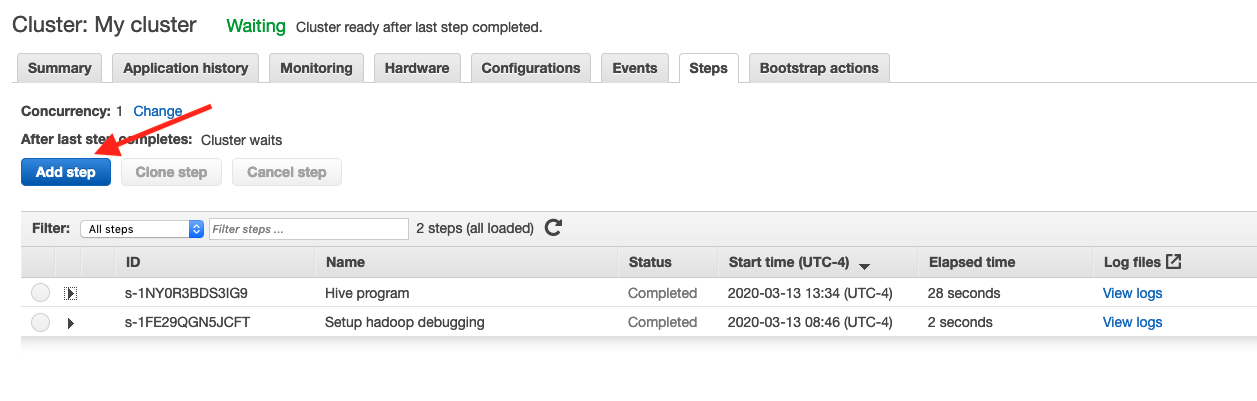 Cluster: My cluster Waiting Cluster ready after last step completed.
Summary Application history Monitoring Hardware Configurations Events Steps Bootstrap actions
Concurrency: 1 Change
After last step completes: Cluster waits
Add step Clone step Cancel step
Filter: All steps Filter steps ... 2 steps (all loaded)
ID Name Status Start time (UTC-4) Elapsed time Log files
s-1NY0R3BDS3IG9 Hive program Completed 2020-03-13 13:34 (UTC-4) 28 seconds View logs
s-1FE29QGN5JCFT Setup hadoop debugging Completed 2020-03-13 08:46 (UTC-4) 2 seconds View logs